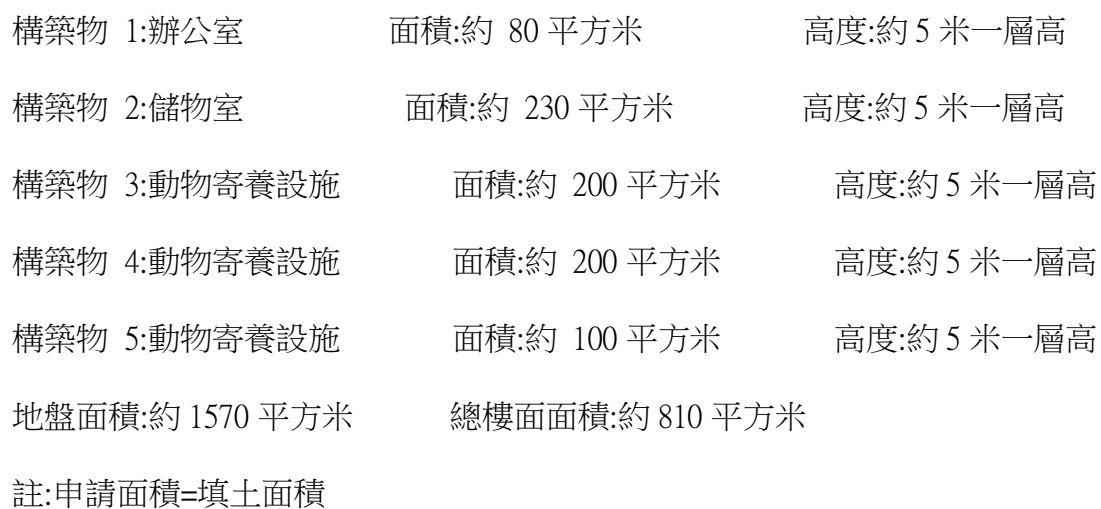 構築物 1:辦公室 面積:約 80 平方米 高度:約 5 米一層高
構築物 2:儲物室 面積:約 230 平方米 高度:約 5 米一層高
構築物 3:動物寄養設施 面積:約 200 平方米 高度:約 5 米一層高
構築物 4:動物寄養設施 面積:約 200 平方米 高度:約 5 米一層高
構築物 5:動物寄養設施 面積:約 100 平方米 高度:約 5 米一層高
地盤面積:約 1570 平方米 總樓面面積:約 810 平方米
註:申請面積=填土面積